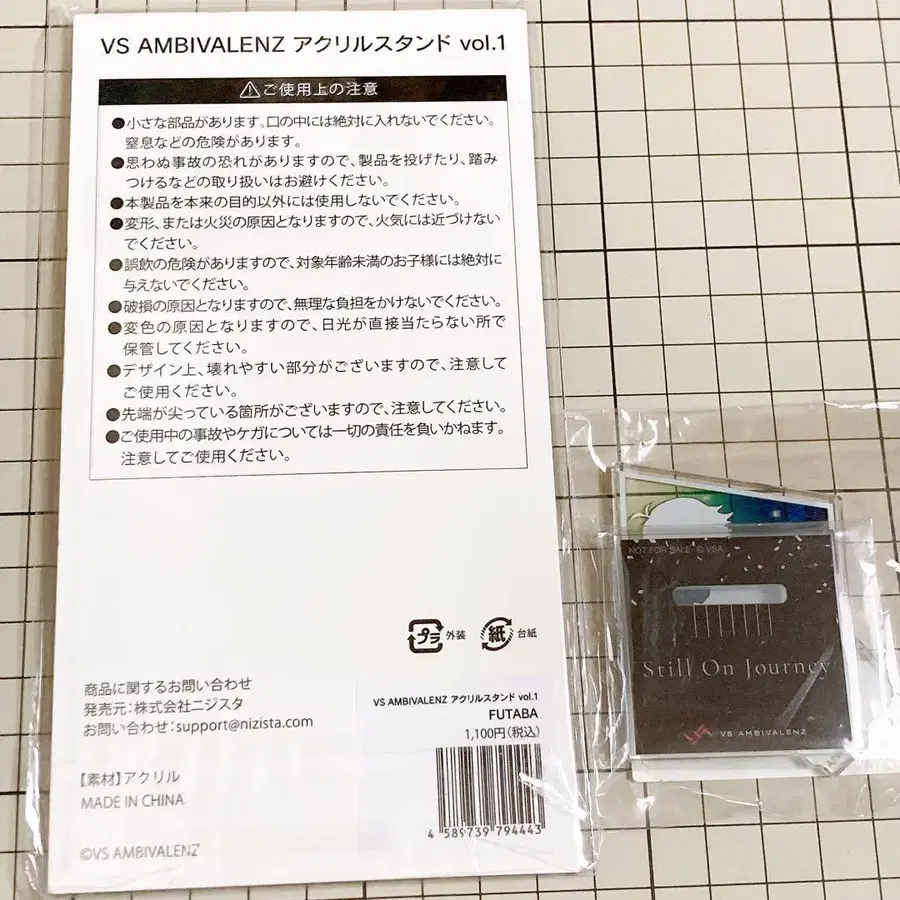 VS AMBIVALENZ アクリルスタンド vol.1
⚠ご使用上の注意
●小さな部品があります。口の中には絶対に入れないでください。
窒息などの危険があります。
●思わぬ事故の恐れがありますので、製品を投げたり、踏み
つけるなどの取り扱いはお避けください。
●本製品を本来の目的以外には使用しないでください。
●変形、または火災の原因となりますので、火気には近づけない
でください。
●誤飲の危険がありますので、対象年齢未満のお子様には絶対に
与えないでください。
●破損の原因となりますので、無理な負担をかけないでください。
●変色の原因となりますので、日光が直接当たらない所で
保管してください。
●デザイン上、壊れやすい部分がございますので、注意して
ご使用ください。
●先端が尖っている箇所がございますので、注意してください。
●ご使用中の事故やケガについては一切の責任を負いかねます。
注意してご使用ください。
プラ 外装 紙 台紙
商品に関するお問い合わせ
発売元:株式会社ニジスタ
お問い合わせ:support@nizista.com
【素材】アクリル
MADE IN CHINA
©VS AMBIVALENZ
VS AMBIVALENZ アクリルスタンド vol.1
FUTABA
1,100円(税込)
4 589739 794443
NOT FOR SALE © VSA
Still On Journey
VS AMBIVALENZ